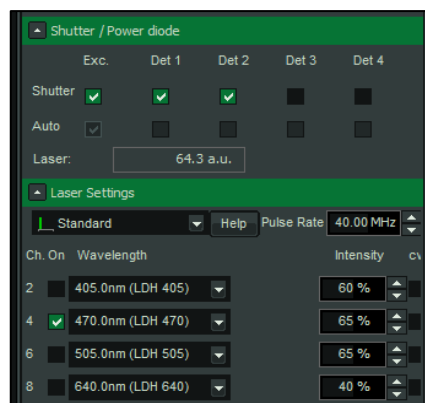 Shutter / Power diode
Exc. Det 1 Det 2 Det 3 Det 4
Shutter
Auto
Laser: 64.3 a.u.
Laser Settings
Standard Help Pulse Rate 40.00 MHz
Ch. On Wavelength Intensity
2 405.0nm (LDH 405) 60 %
4 470.0nm (LDH 470) 65 %
6 505.0nm (LDH 505) 65 %
8 640.0nm (LDH 640) 40 %